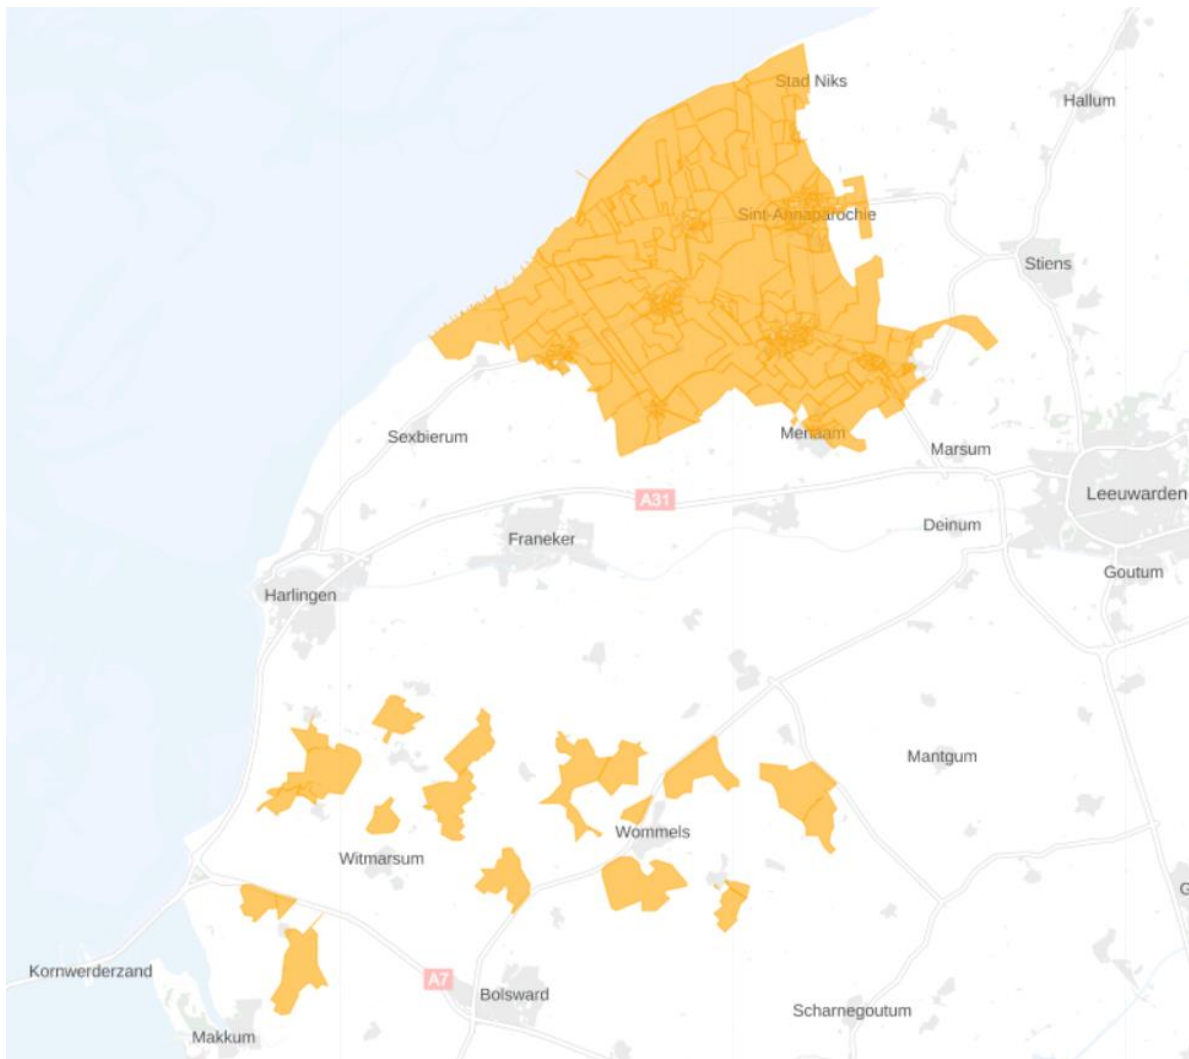 Stad Niks
Hallum
Sint-Annaparochie
Stiens
Sexbierum
Menaam
Marsum
Leeuwarden
A31
Deinum
Franeker
Goutum
Harlingen
Mantgum
Wommels
Witmarsum
G
Kornwerderzand
A7
Bolsward
Scharnegoutum
Makkum